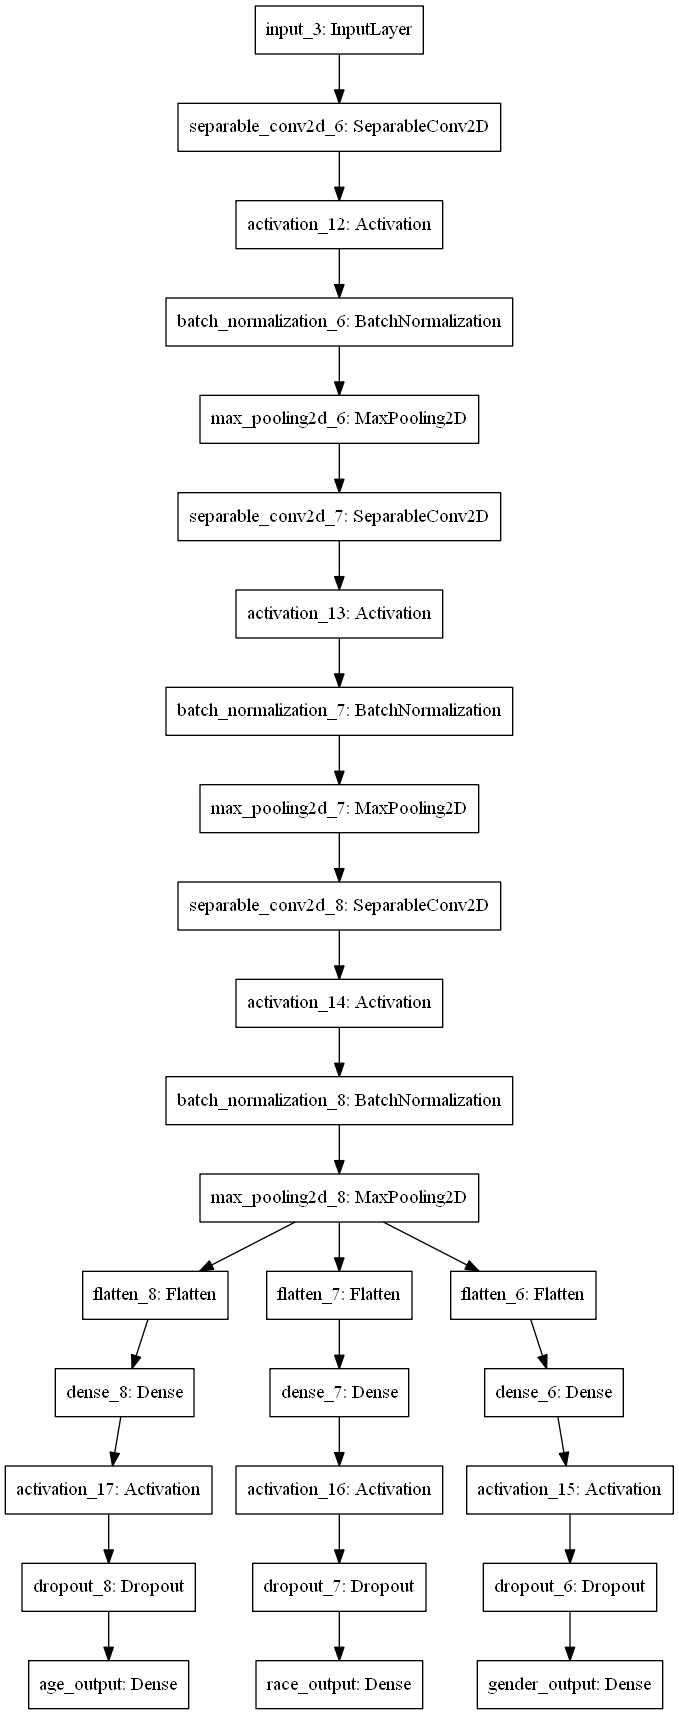 input_3: InputLayer
separable_conv2d_6: SeparableConv2D
activation_12: Activation
batch_normalization_6: BatchNormalization
max_pooling2d_6: MaxPooling2D
separable_conv2d_7: SeparableConv2D
activation_13: Activation
batch_normalization_7: BatchNormalization
max_pooling2d_7: MaxPooling2D
separable_conv2d_8: SeparableConv2D
activation_14: Activation
batch_normalization_8: BatchNormalization
max_pooling2d_8: MaxPooling2D
flatten_8: Flatten
flatten_7: Flatten
flatten_6: Flatten
dense_8: Dense
dense_7: Dense
dense_6: Dense
activation_17: Activation
activation_16: Activation
activation_15: Activation
dropout_8: Dropout
dropout_7: Dropout
dropout_6: Dropout
age_output: Dense
race_output: Dense
gender_output: Dense